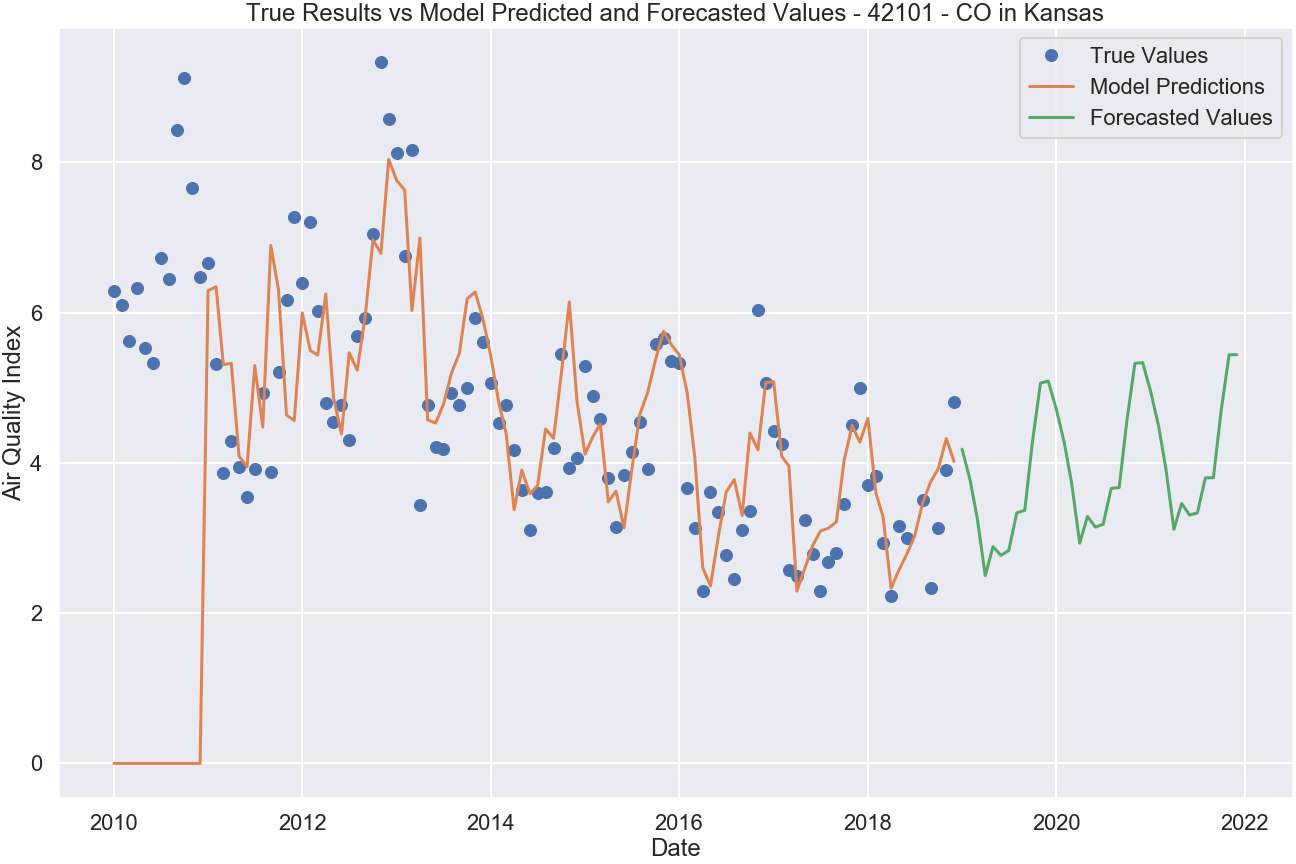 True Results vs Model Predicted and Forecasted Values - 42101 - CO in Kansas
True Values
Model Predictions
Forecasted Values
Air Quality Index
8
6
4
2
0
2010 2012 2014 2016 2018 2020 2022
Date